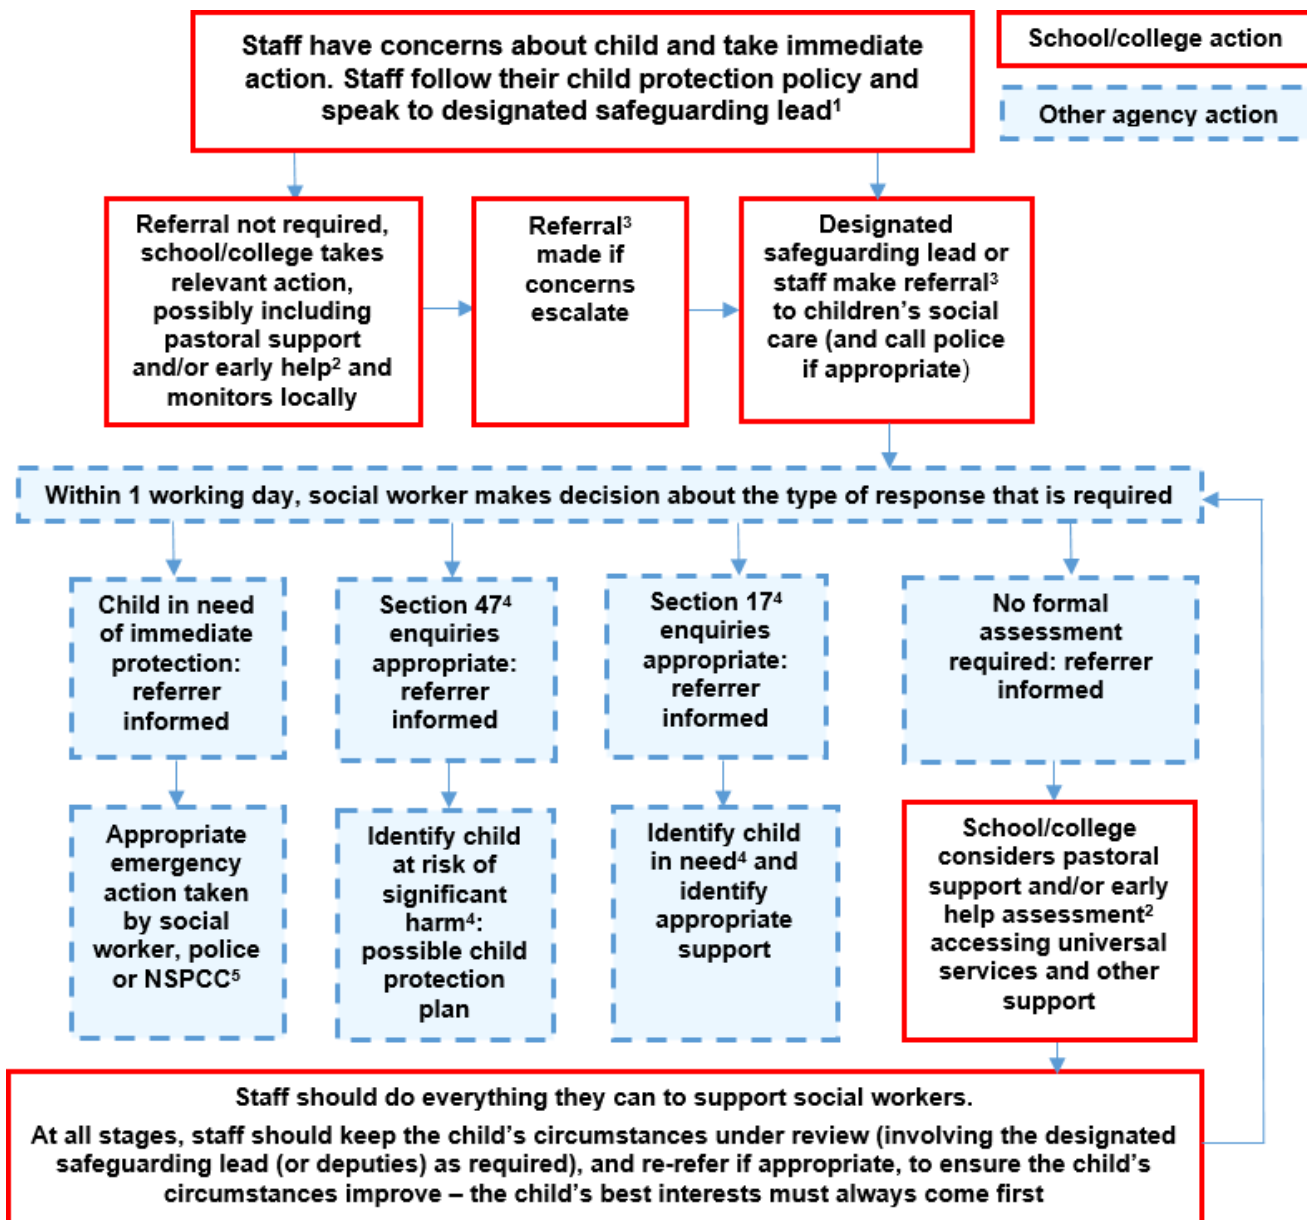 Staff have concerns about child and take immediate
action. Staff follow their child protection policy and
speak to designated safeguarding lead¹
School/college action
Other agency action
Referral not required,
school/college takes
relevant action,
possibly including
pastoral support
and/or early help² and
monitors locally
Referral³
made if
concerns
escalate
Designated
safeguarding lead or
staff make referral³
to children’s social
care (and call police
if appropriate)
Within 1 working day, social worker makes decision about the type of response that is required
Child in need
of immediate
protection:
referrer
informed
Section 47⁴
enquiries
appropriate:
referrer
informed
Section 17⁴
enquiries
appropriate:
referrer
informed
No formal
assessment
required: referrer
informed
Appropriate
emergency
action taken
by social
worker, police
or NSPCC⁵
Identify child
at risk of
significant
harm⁴:
possible child
protection
plan
Identify child
in need⁴ and
identify
appropriate
support
School/college
considers pastoral
support and/or early
help assessment²
accessing universal
services and other
support
Staff should do everything they can to support social workers.
At all stages, staff should keep the child’s circumstances under review (involving the designated
safeguarding lead (or deputies) as required), and re-refer if appropriate, to ensure the child’s
circumstances improve – the child’s best interests must always come first